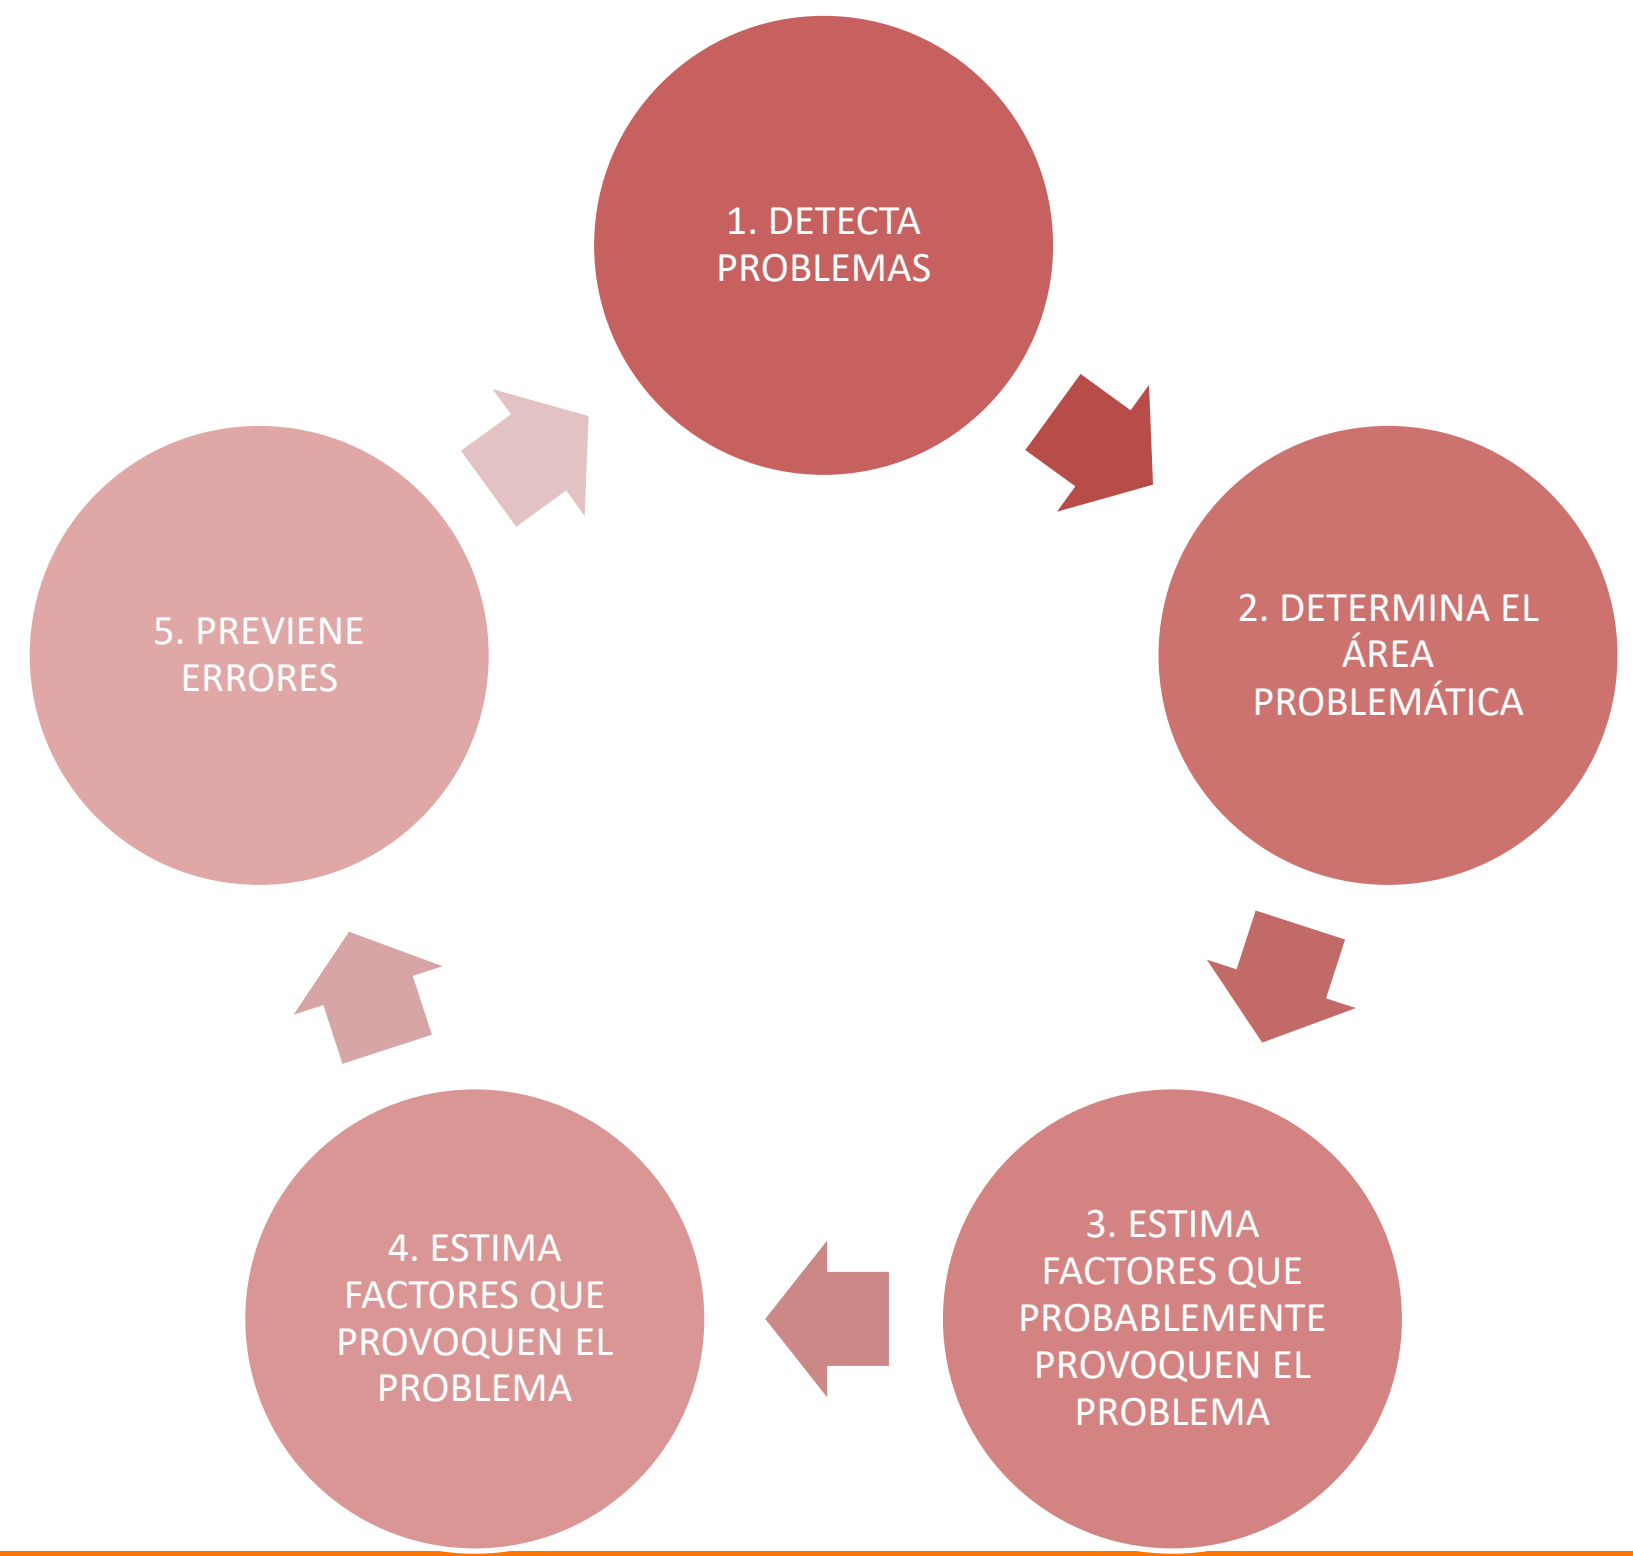 1. DETECTA
PROBLEMAS
2. DETERMINA EL
ÁREA
PROBLEMÁTICA
3. ESTIMA
FACTORES QUE
PROBABLEMENTE
PROVOQUEN EL
PROBLEMA
4. ESTIMA
FACTORES QUE
PROVOQUEN EL
PROBLEMA
5. PREVIENE
ERRORES